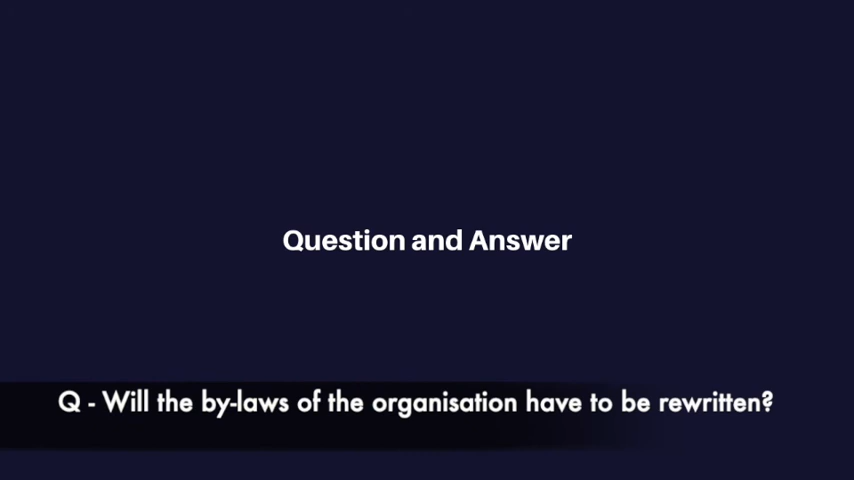 Question and Answer
Q - Will the by-laws of the organisation have to be rewritten?